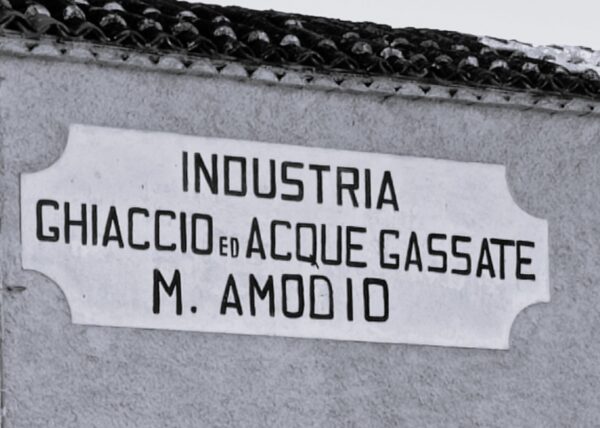 INDUSTRIA
GHIACCIO ED ACQUE GASSATE
M. AMODIO